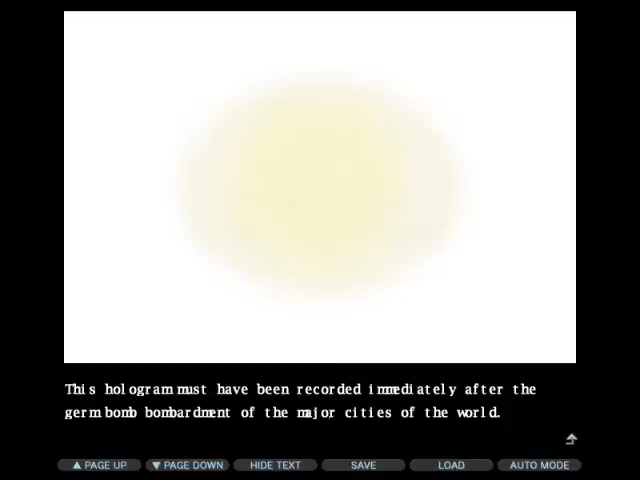 This hologram must have been recorded immediately after the
germ bomb bombardment of the major cities of the world.
▲ PAGE UP ▼ PAGE DOWN HIDE TEXT SAVE LOAD AUTO MODE